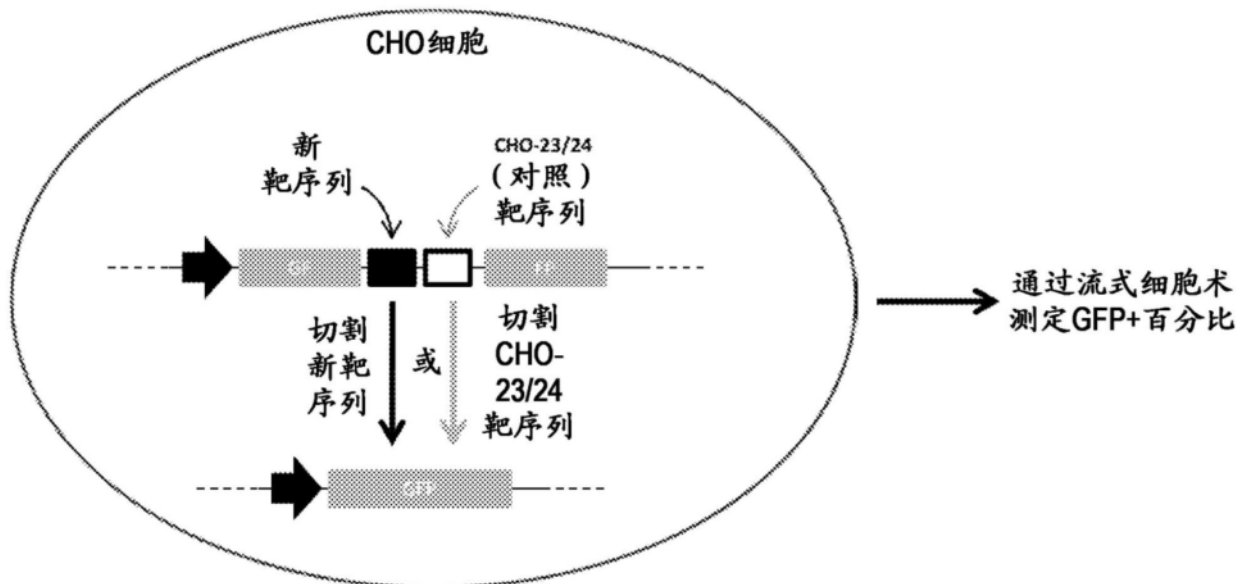 CHO细胞
新
靶序列
CHO-23/24
(对照)
靶序列
GF
FP
切割
新靶
序列
或
切割
CHO-
23/24
靶序列
GFP
通过流式细胞术
测定GFP+百分比